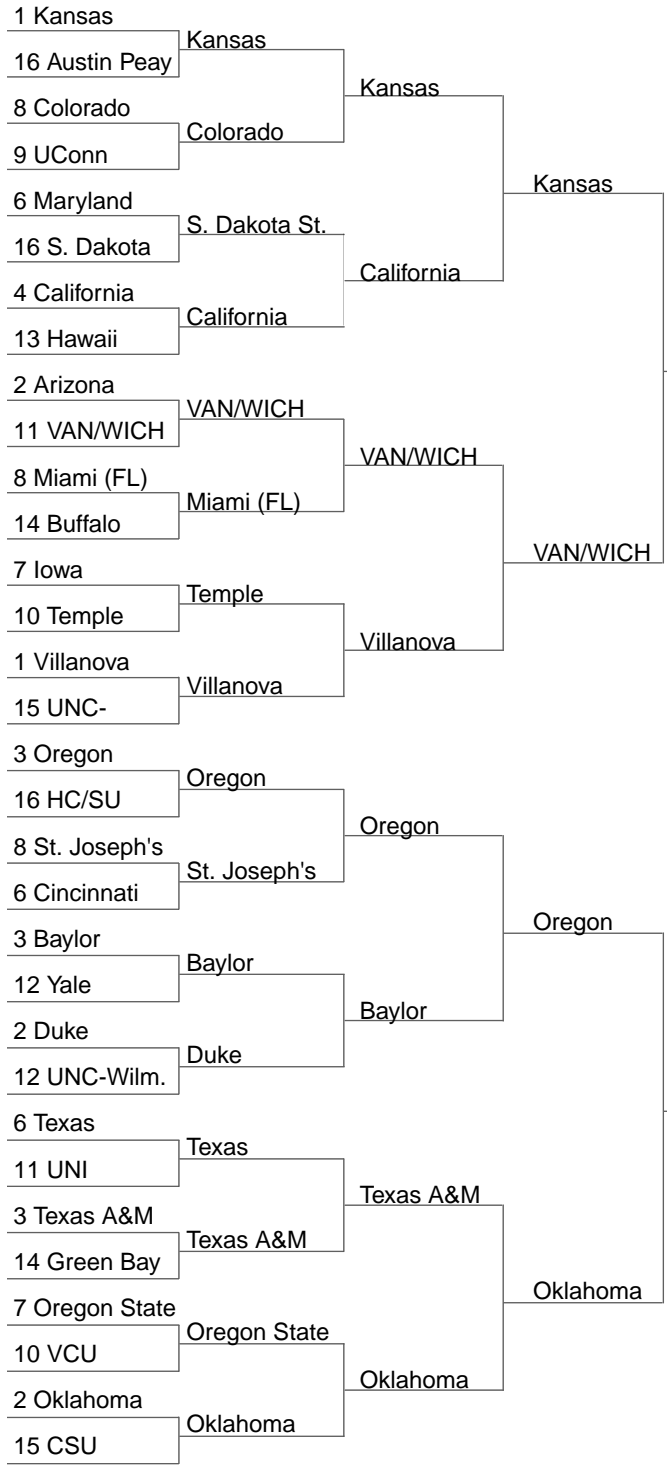 1 Kansas
16 Austin Peay
8 Colorado
9 UConn
6 Maryland
16 S. Dakota
4 California
13 Hawaii
2 Arizona
11 VAN/WICH
8 Miami (FL)
14 Buffalo
7 Iowa
10 Temple
1 Villanova
15 UNC-
3 Oregon
16 HC/SU
8 St. Joseph's
6 Cincinnati
3 Baylor
12 Yale
2 Duke
12 UNC-Wilm.
6 Texas
11 UNI
3 Texas A&M
14 Green Bay
7 Oregon State
10 VCU
2 Oklahoma
15 CSU
Kansas
Colorado
S. Dakota St.
California
VAN/WICH
Miami (FL)
Temple
Villanova
Oregon
St. Joseph's
Baylor
Duke
Texas
Texas A&M
Oregon State
Oklahoma
Kansas
California
VAN/WICH
Villanova
Oregon
Baylor
Texas A&M
Oklahoma
Kansas
VAN/WICH
Oregon
Oklahoma